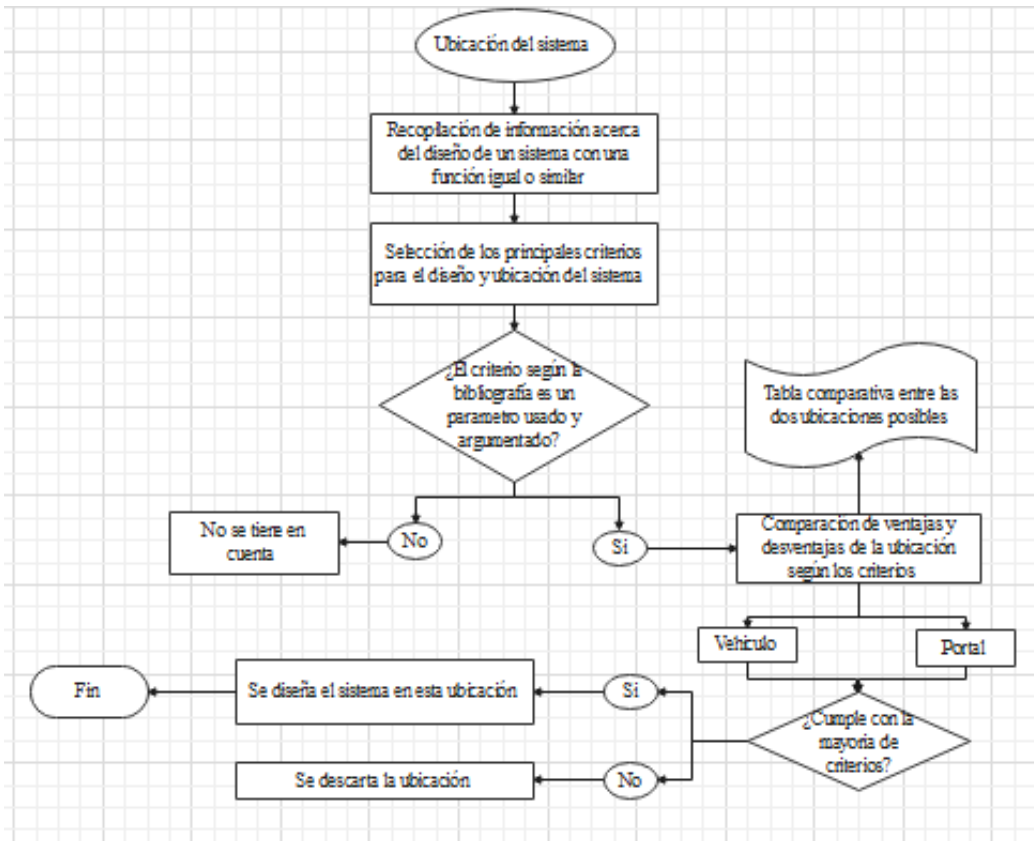 Ubicación del sistema
Recopilación de información acerca
del diseño de un sistema con una
función igual o similar
Selección de los principales criterios
para el diseño y ubicación del sistema
¿El criterio según la
bibliografía es un
parametro usado y
argumentado?
Tabla comparativa entre las
dos ubicaciones posibles
No se tiene en
cuenta
No
Si
Comparación de ventajas y
desventajas de la ubicación
según los criterios
Vehículo
Portal
Fin
Se diseña el sistema en esta ubicación
Si
¿Cumple con la
mayoria de
criterios?
Se descarta la ubicación
No